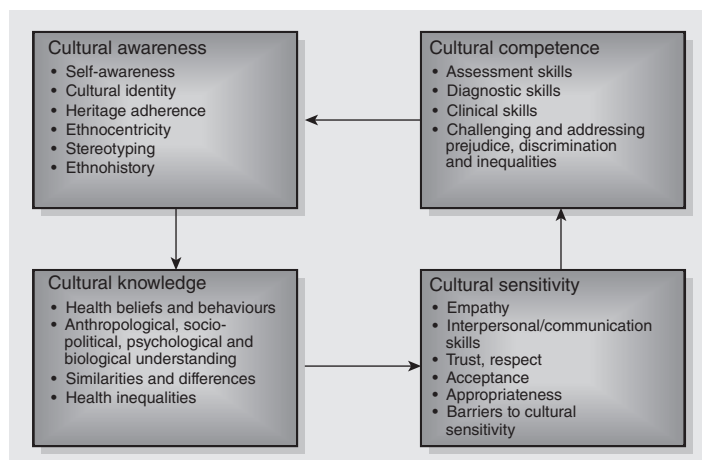 Cultural awareness
• Self-awareness
• Cultural identity
• Heritage adherence
• Ethnocentricity
• Stereotyping
• Ethnohistory
Cultural competence
• Assessment skills
• Diagnostic skills
• Clinical skills
• Challenging and addressing
prejudice, discrimination
and inequalities
Cultural knowledge
• Health beliefs and behaviours
• Anthropological, socio-
political, psychological and
biological understanding
• Similarities and differences
• Health inequalities
Cultural sensitivity
• Empathy
• Interpersonal/communication
skills
• Trust, respect
• Acceptance
• Appropriateness
• Barriers to cultural
sensitivity